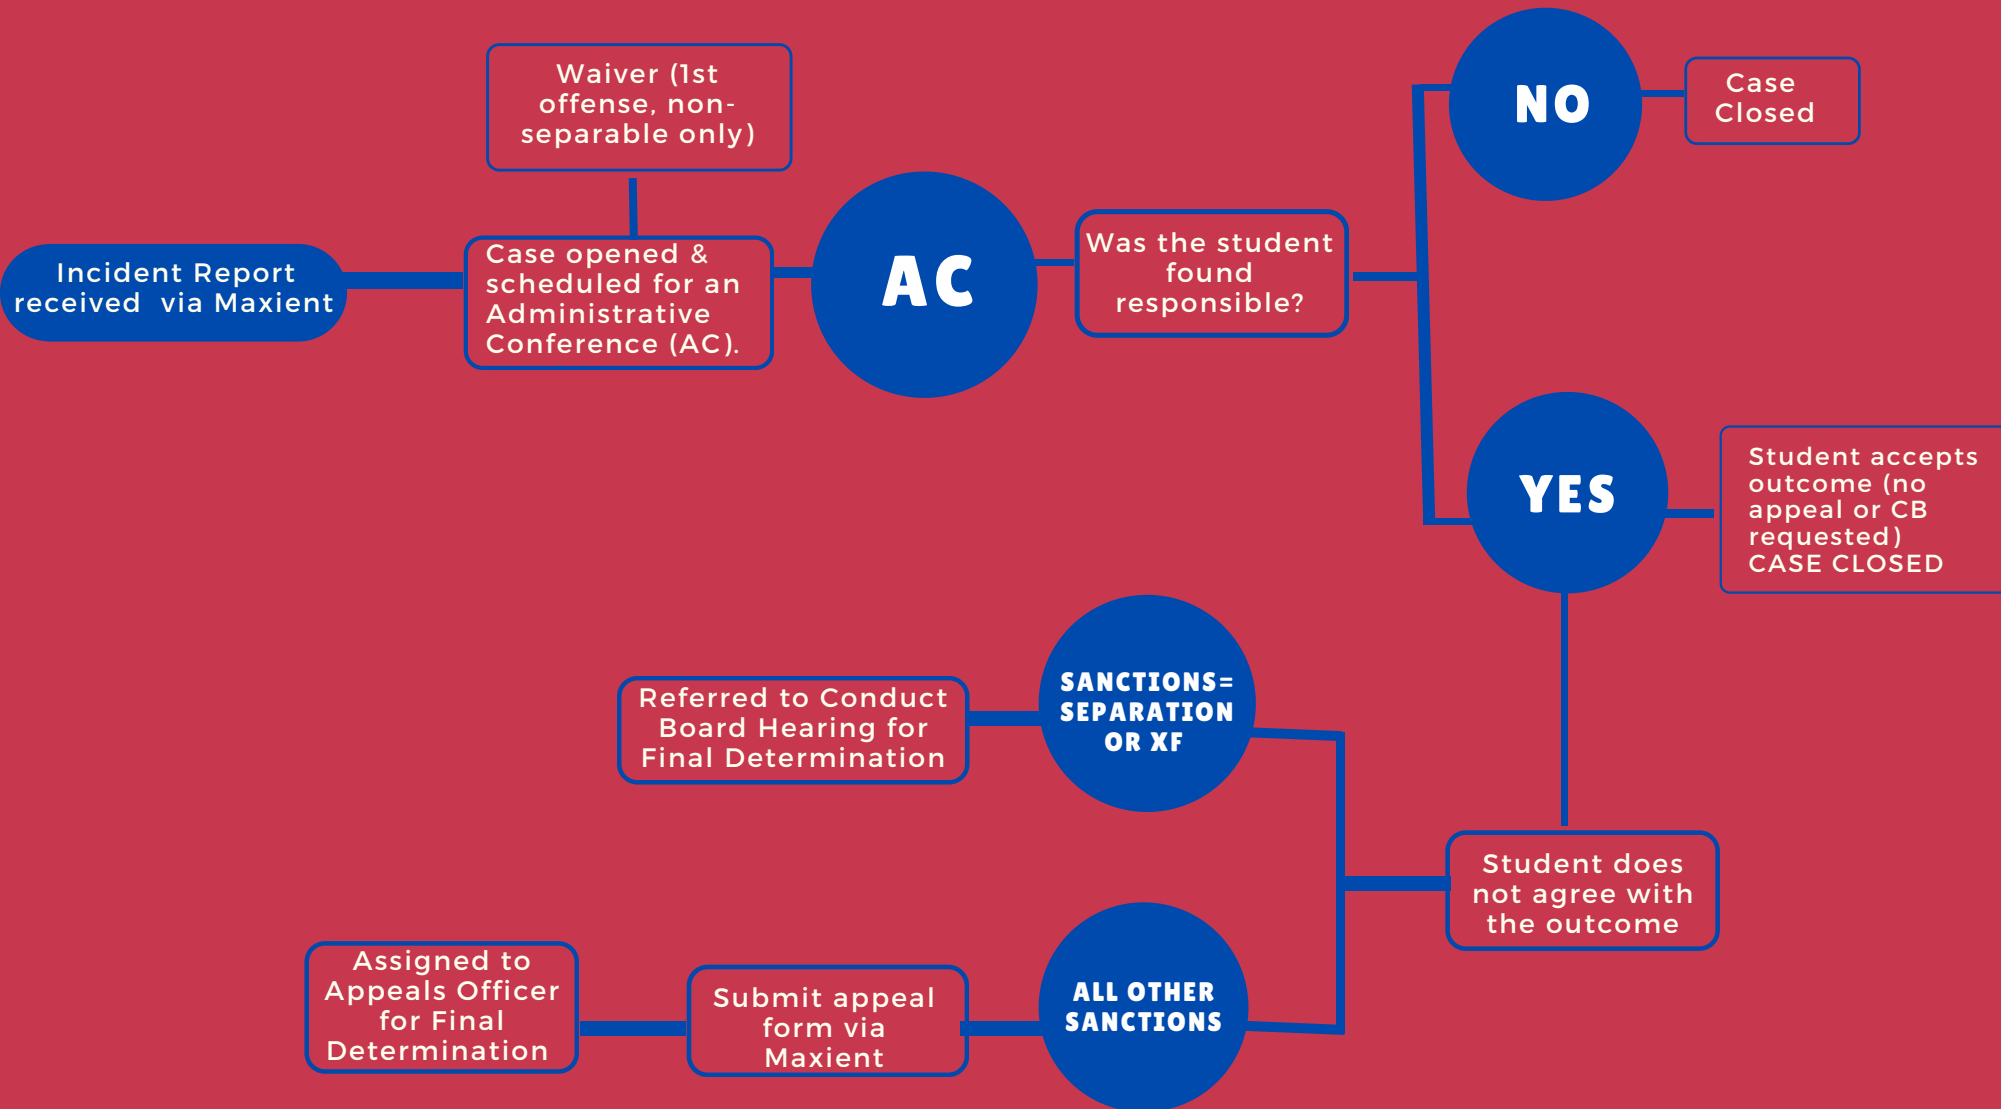 Waiver (1st
offense, non-
separable only)
NO
Case
Closed
Incident Report
received via Maxient
Case opened &
scheduled for an
Administrative
Conference (AC).
AC
Was the student
found
responsible?
YES
Student accepts
outcome (no
appeal or CB
requested)
CASE CLOSED
Referred to Conduct
Board Hearing for
Final Determination
SANCTIONS=
SEPARATION
OR XF
Student does
not agree with
the outcome
Assigned to
Appeals Officer
for Final
Determination
Submit appeal
form via
Maxient
ALL OTHER
SANCTIONS